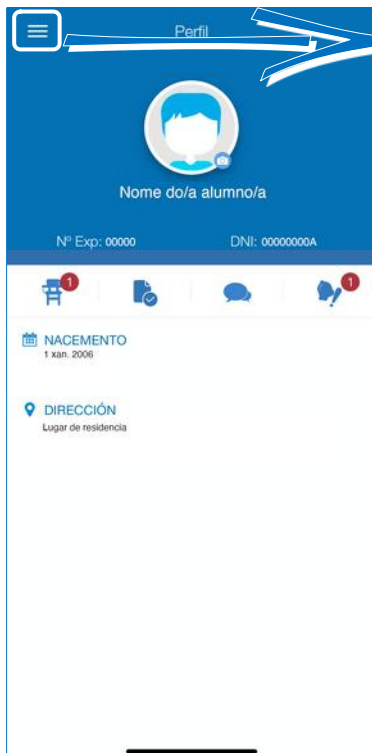 Perfil
Nome do/a alumno/a
Nº Exp: 00000 DNI: 00000000A
1 1
NACEMENTO
1 xan. 2006
DIRECCIÓN
Lugar de residencia